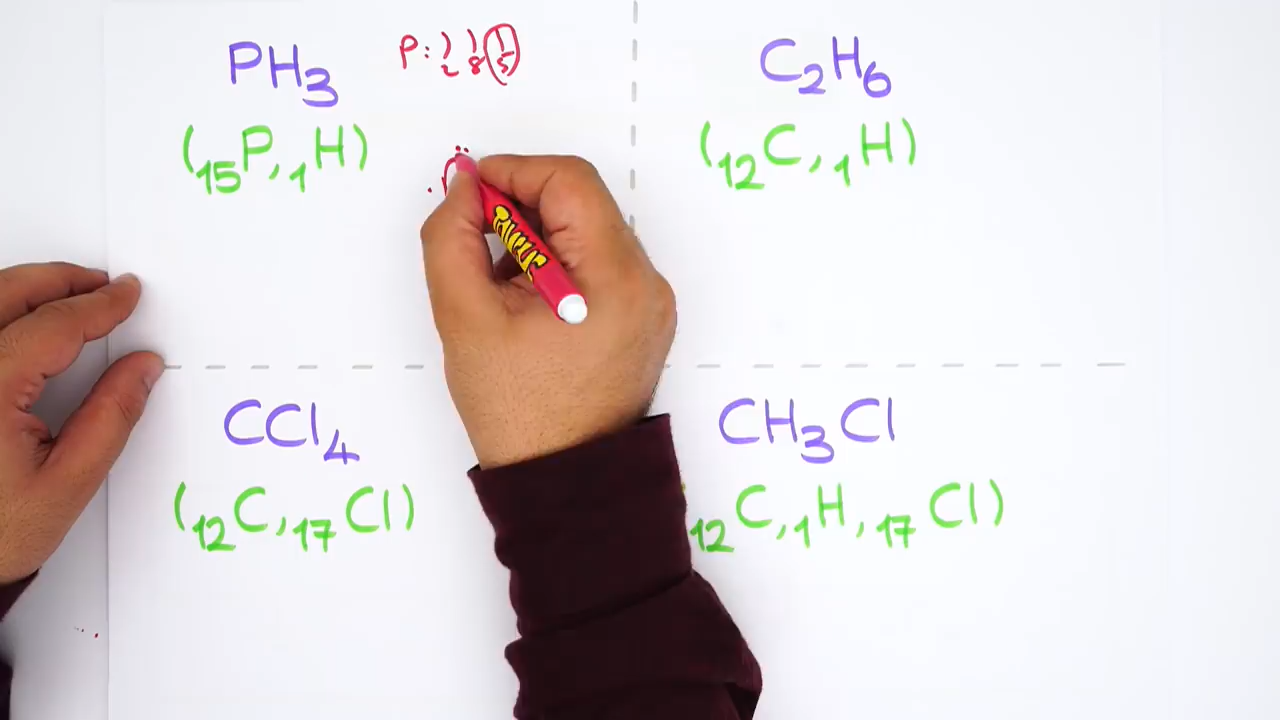 PH3
P: ) ) )
2 8 5
(15P, 1H)
C2H6
(12C, 1H)
CCl4
(12C, 17Cl)
CH3Cl
12C, 1H, 17Cl)